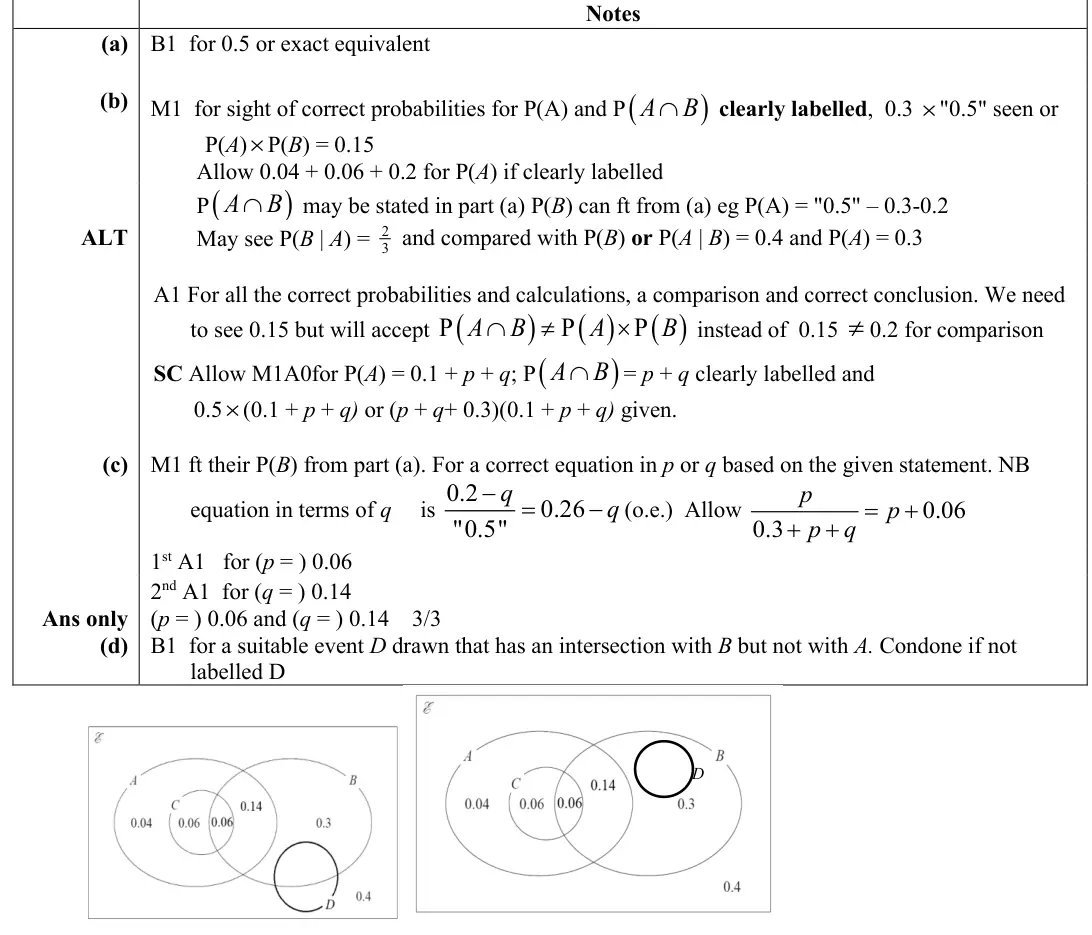 Notes
(a) B1 for 0.5 or exact equivalent
(b) M1 for sight of correct probabilities for P(A) and P(A ∩ B) clearly labelled, 0.3 × "0.5" seen or
P(A) × P(B) = 0.15
Allow 0.04 + 0.06 + 0.2 for P(A) if clearly labelled
P(A ∩ B) may be stated in part (a) P(B) can ft from (a) eg P(A) = "0.5" – 0.3-0.2
ALT May see P(B | A) = 2/3 and compared with P(B) or P(A | B) = 0.4 and P(A) = 0.3
A1 For all the correct probabilities and calculations, a comparison and correct conclusion. We need
to see 0.15 but will accept P(A ∩ B) ≠ P(A) × P(B) instead of 0.15 ≠ 0.2 for comparison
SC Allow M1A0for P(A) = 0.1 + p + q; P(A ∩ B) = p + q clearly labelled and
0.5 × (0.1 + p + q) or (p + q+ 0.3)(0.1 + p + q) given.
(c) M1 ft their P(B) from part (a). For a correct equation in p or q based on the given statement. NB
equation in terms of q is (0.2 − q)/"0.5" = 0.26 − q (o.e.) Allow p/(0.3 + p + q) = p + 0.06
1st A1 for (p = ) 0.06
2nd A1 for (q = ) 0.14
Ans only (p = ) 0.06 and (q = ) 0.14 3/3
(d) B1 for a suitable event D drawn that has an intersection with B but not with A. Condone if not
labelled D
ℰ
A B
C 0.14
0.04 0.06 0.06 0.3
D 0.4
ℰ
A B
D
C 0.14
0.04 0.06 0.06 0.3
0.4